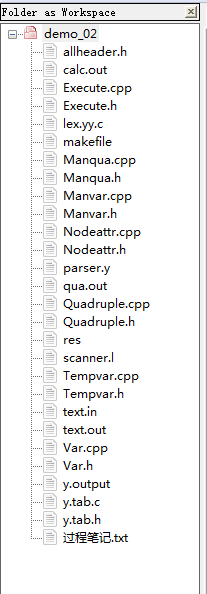 Folder as Workspace
demo_02
allheader.h
calc.out
Execute.cpp
Execute.h
lex.yy.c
makefile
Manqua.cpp
Manqua.h
Manvar.cpp
Manvar.h
Nodeattr.cpp
Nodeattr.h
parser.y
qua.out
Quadruple.cpp
Quadruple.h
res
scanner.l
Tempvar.cpp
Tempvar.h
text.in
text.out
Var.cpp
Var.h
y.output
y.tab.c
y.tab.h
过程笔记.txt